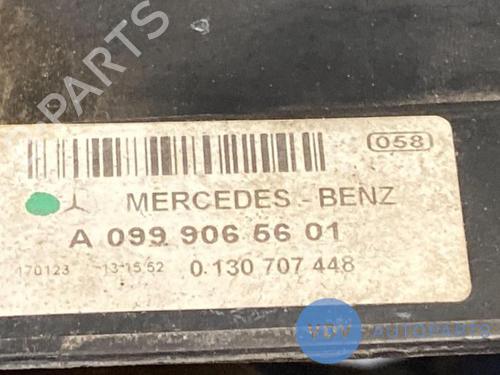 PARTS
058
MERCEDES - BENZ
A 099 906 56 01
170123 13:15:52 0 130 707 448
VDV AUTOPARTS